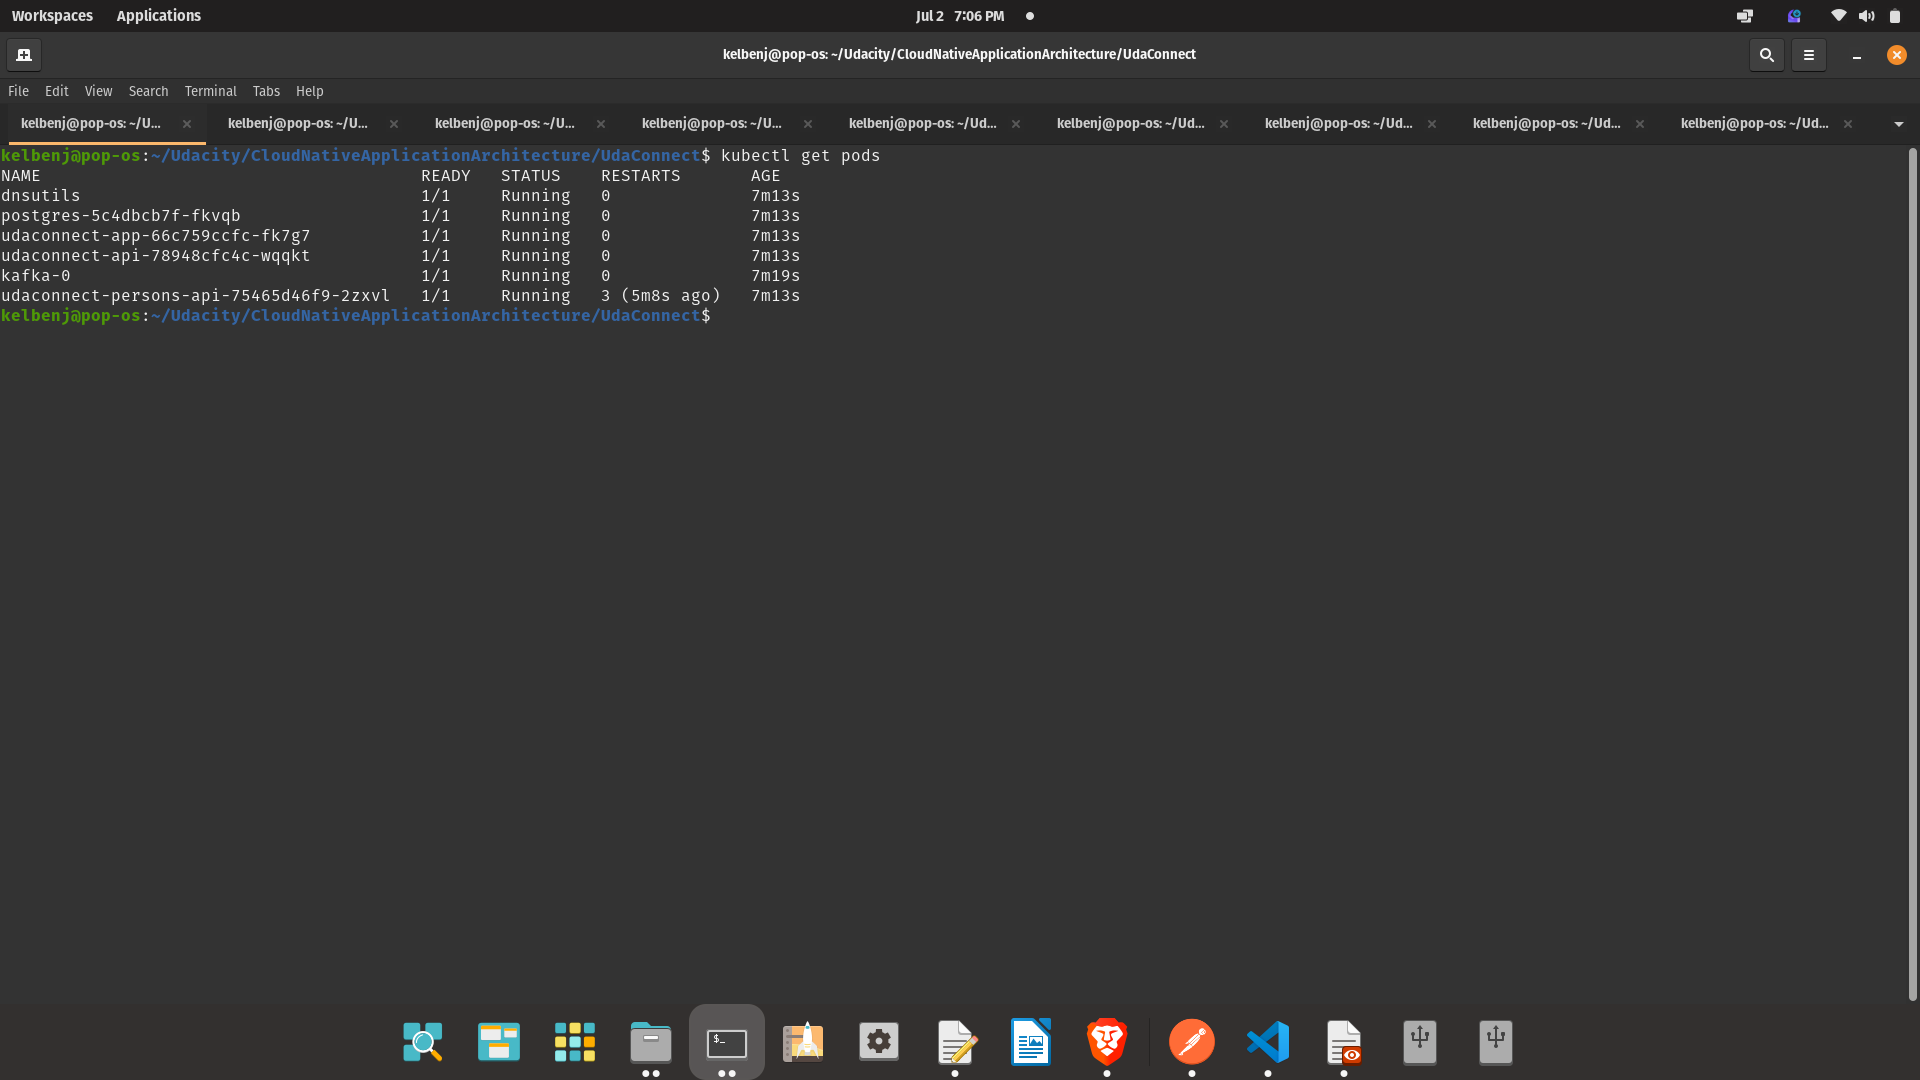 Workspaces Applications Jul 2 7:06 PM
kelbenj@pop-os: ~/Udacity/CloudNativeApplicationArchitecture/UdaConnect
File Edit View Search Terminal Tabs Help
kelbenj@pop-os: ~/U... kelbenj@pop-os: ~/U... kelbenj@pop-os: ~/U... kelbenj@pop-os: ~/U... kelbenj@pop-os: ~/Ud... kelbenj@pop-os: ~/Ud... kelbenj@pop-os: ~/Ud... kelbenj@pop-os: ~/Ud... kelbenj@pop-os: ~/Ud...
kelbenj@pop-os:~/Udacity/CloudNativeApplicationArchitecture/UdaConnect$ kubectl get pods
NAME READY STATUS RESTARTS AGE
dnsutils 1/1 Running 0 7m13s
postgres-5c4dbcb7f-fkvqb 1/1 Running 0 7m13s
udaconnect-app-66c759ccfc-fk7g7 1/1 Running 0 7m13s
udaconnect-api-78948cfc4c-wqqkt 1/1 Running 0 7m13s
kafka-0 1/1 Running 0 7m19s
udaconnect-persons-api-75465d46f9-2zxvl 1/1 Running 3 (5m8s ago) 7m13s
kelbenj@pop-os:~/Udacity/CloudNativeApplicationArchitecture/UdaConnect$
$_